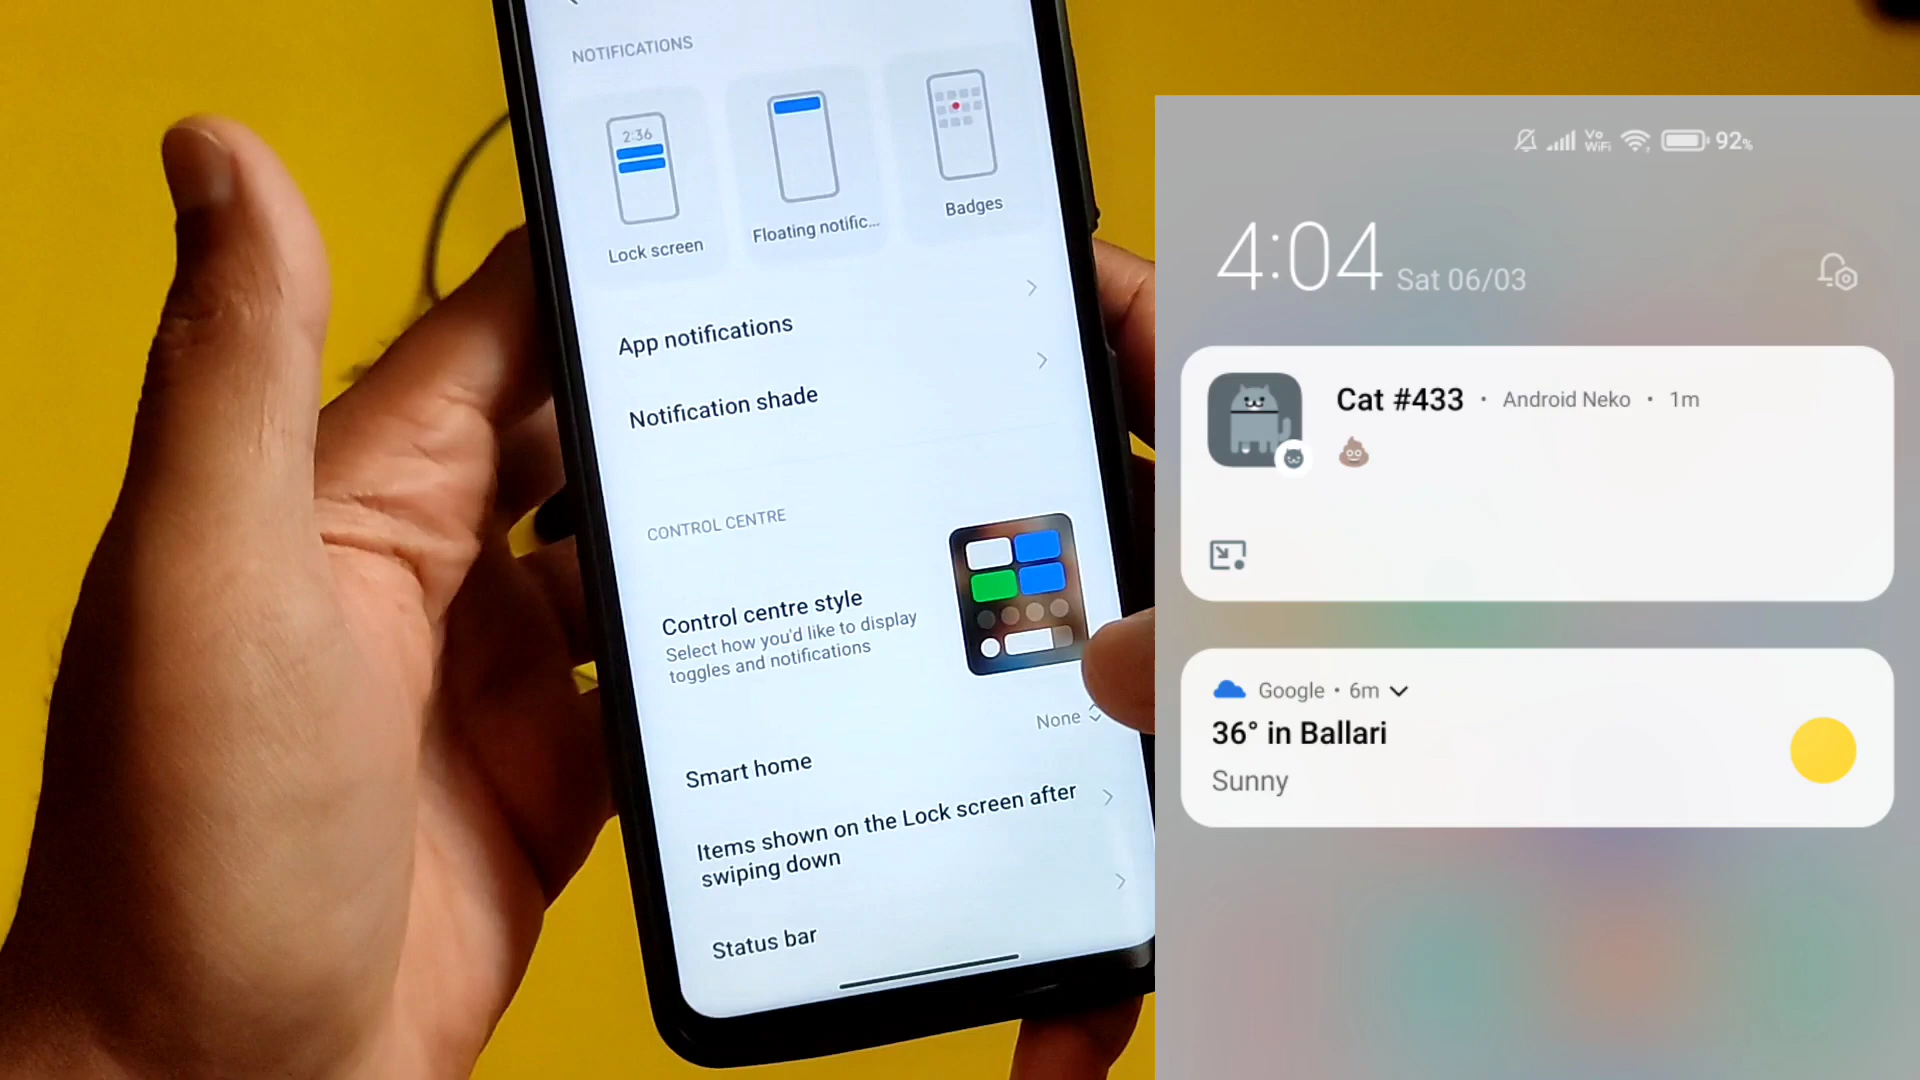 NOTIFICATIONS
2:36
Lock screen
Floating notific...
Badges
App notifications
Notification shade
CONTROL CENTRE
Control centre style
Select how you'd like to display
toggles and notifications
None
Smart home
Items shown on the Lock screen after
swiping down
Status bar
Vo
WiFi
92%
4:04 Sat 06/03
Cat #433 • Android Neko • 1m
💩
Google • 6m
36° in Ballari
Sunny